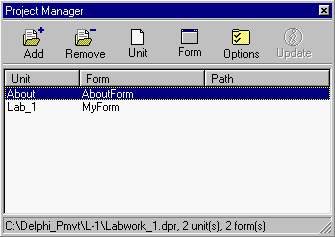 Project Manager
Add Remove Unit Form Options Update
Unit Form Path
About AboutForm
Lab_1 MyForm
C:\Delphi_Pmvt\L-1\Labwork_1.dpr, 2 unit(s), 2 form(s)